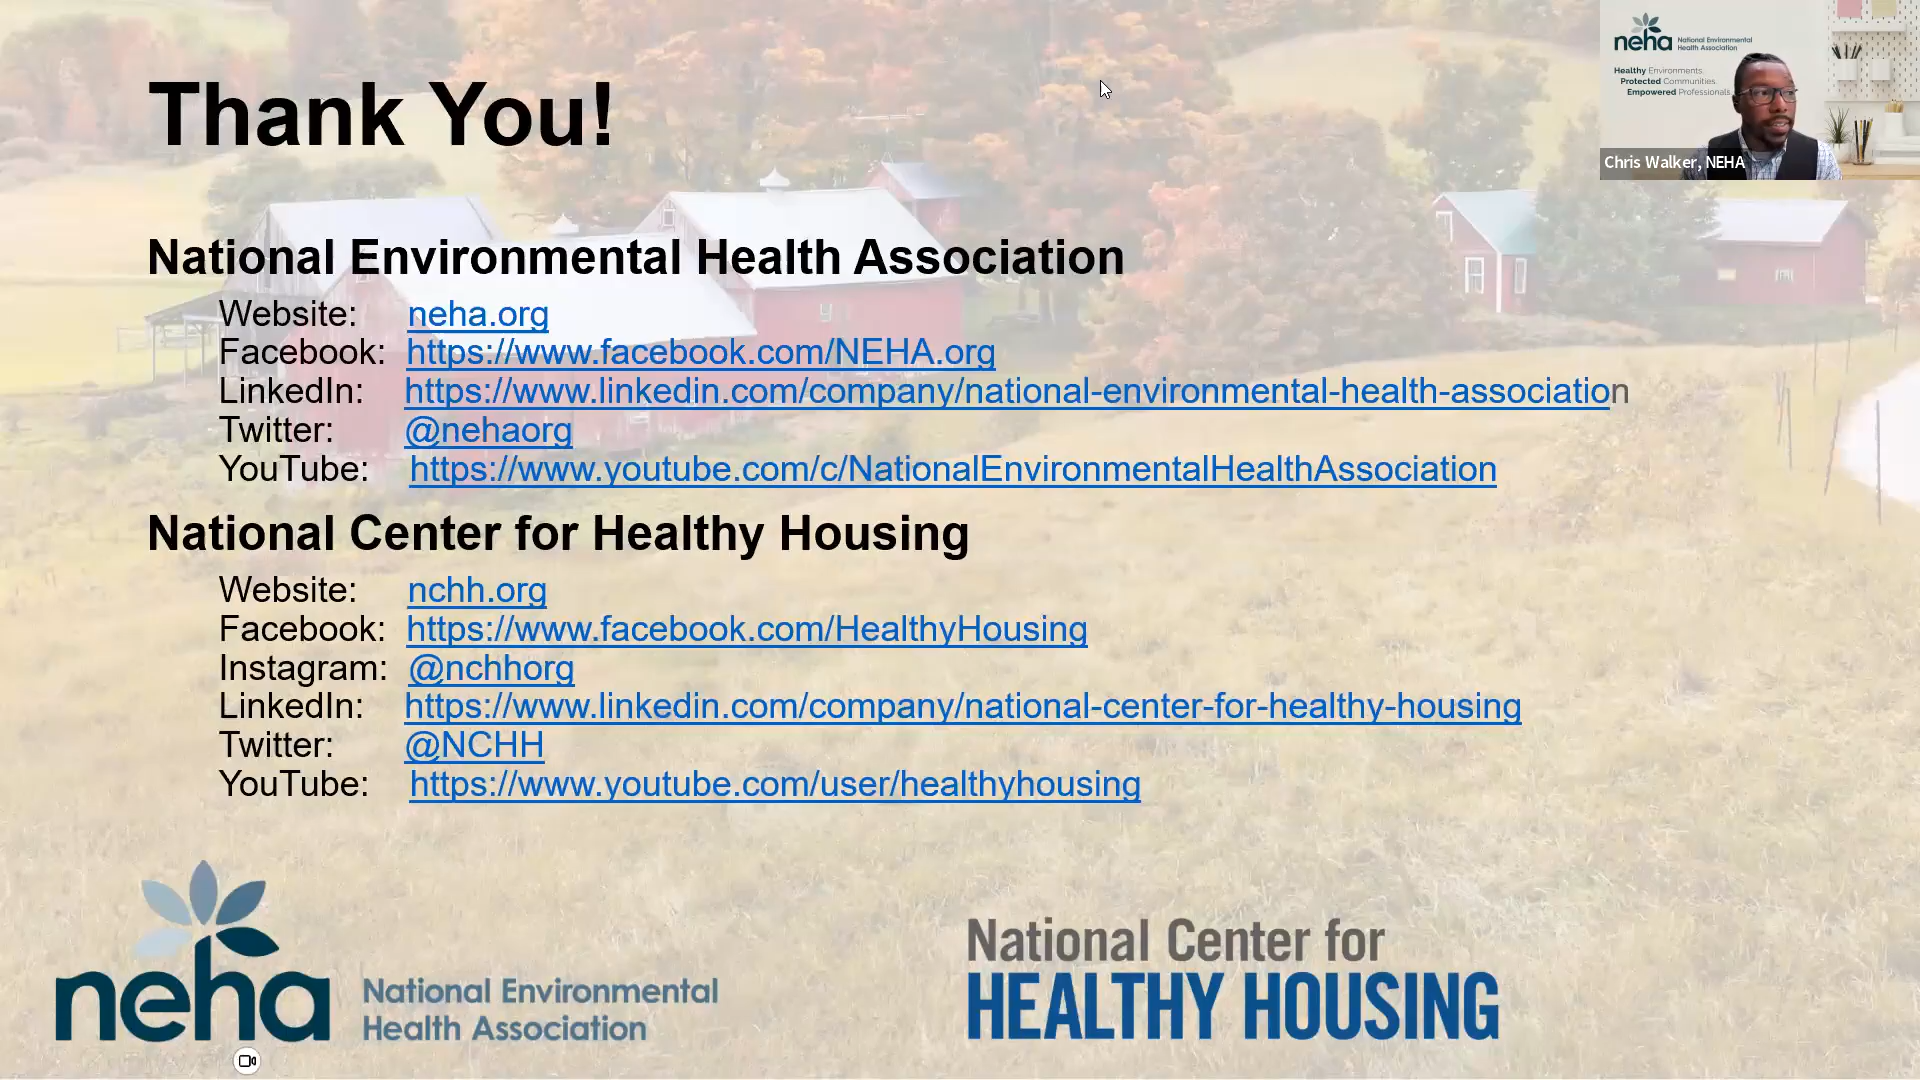 Thank You!
National Environmental Health Association
Website: neha.org
Facebook: https://www.facebook.com/NEHA.org
LinkedIn: https://www.linkedin.com/company/national-environmental-health-association
Twitter: @nehaorg
YouTube: https://www.youtube.com/c/NationalEnvironmentalHealthAssociation
National Center for Healthy Housing
Website: nchh.org
Facebook: https://www.facebook.com/HealthyHousing
Instagram: @nchhorg
LinkedIn: https://www.linkedin.com/company/national-center-for-healthy-housing
Twitter: @NCHH
YouTube: https://www.youtube.com/user/healthyhousing
neha National Environmental
Health Association
National Center for
HEALTHY HOUSING
neha National Environmental
Health Association
Healthy Environments.
Protected Communities.
Empowered Professionals.
Chris Walker, NEHA